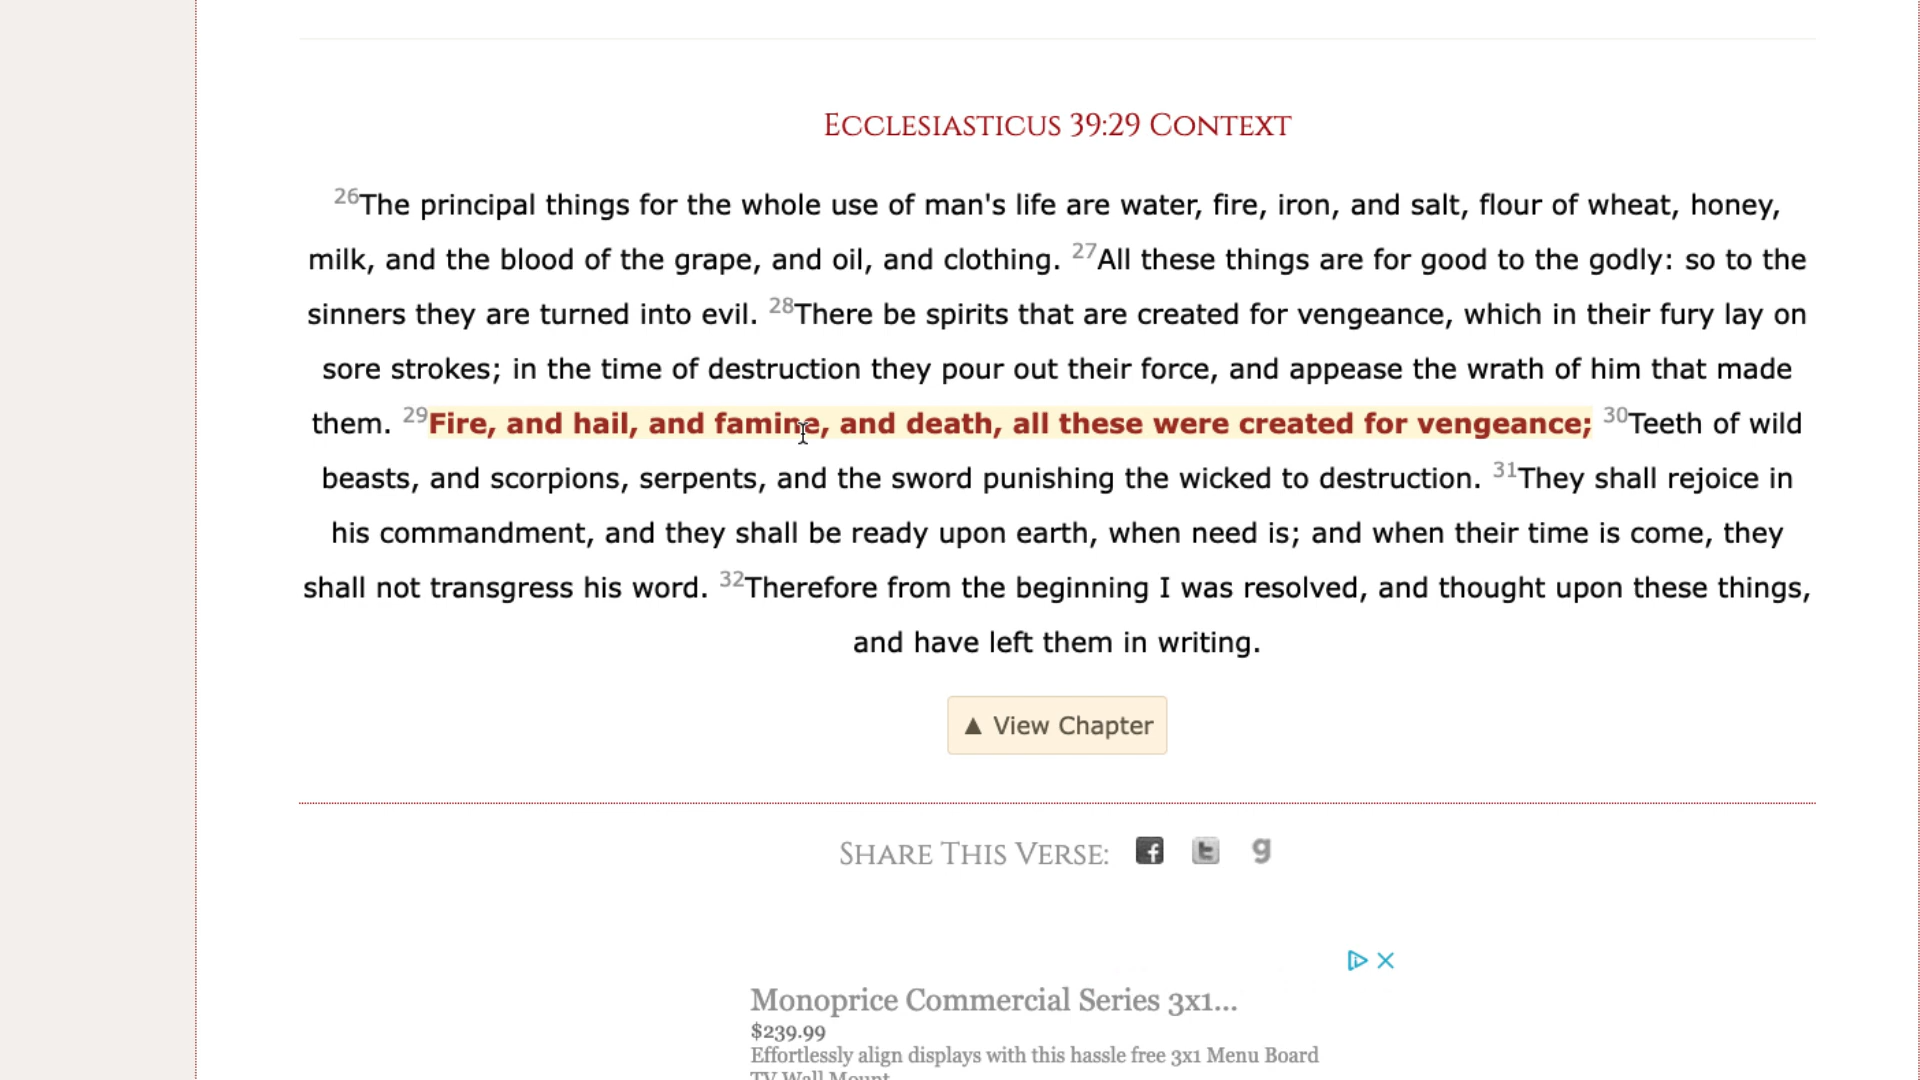 Ecclesiasticus 39:29 Context
26The principal things for the whole use of man's life are water, fire, iron, and salt, flour of wheat, honey,
milk, and the blood of the grape, and oil, and clothing. 27All these things are for good to the godly: so to the
sinners they are turned into evil. 28There be spirits that are created for vengeance, which in their fury lay on
sore strokes; in the time of destruction they pour out their force, and appease the wrath of him that made
them. 29Fire, and hail, and famine, and death, all these were created for vengeance; 30Teeth of wild
beasts, and scorpions, serpents, and the sword punishing the wicked to destruction. 31They shall rejoice in
his commandment, and they shall be ready upon earth, when need is; and when their time is come, they
shall not transgress his word. 32Therefore from the beginning I was resolved, and thought upon these things,
and have left them in writing.
▲ View Chapter
Share This Verse: f t g
Monoprice Commercial Series 3x1...
$239.99
Effortlessly align displays with this hassle free 3x1 Menu Board
TV Wall Mount